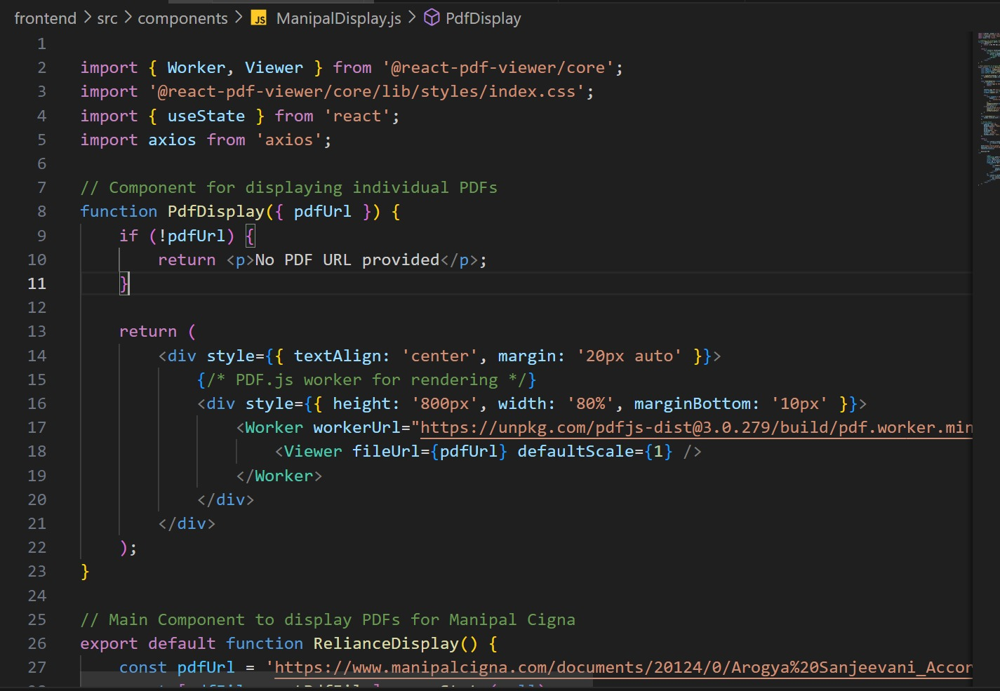 frontend > src > components > JS ManipalDisplay.js > PdfDisplay
1
2 import { Worker, Viewer } from '@react-pdf-viewer/core';
3 import '@react-pdf-viewer/core/lib/styles/index.css';
4 import { useState } from 'react';
5 import axios from 'axios';
6
7 // Component for displaying individual PDFs
8 function PdfDisplay({ pdfUrl }) {
9     if (!pdfUrl) {
10         return <p>No PDF URL provided</p>;
11     }
12
13     return (
14         <div style={{ textAlign: 'center', margin: '20px auto' }}>
15             {/* PDF.js worker for rendering */}
16             <div style={{ height: '800px', width: '80%', marginBottom: '10px' }}>
17                 <Worker workerUrl="https://unpkg.com/pdfjs-dist@3.0.279/build/pdf.worker.min
18                     <Viewer fileUrl={pdfUrl} defaultScale={1} />
19                 </Worker>
20             </div>
21         </div>
22     );
23 }
24
25 // Main Component to display PDFs for Manipal Cigna
26 export default function RelianceDisplay() {
27     const pdfUrl = 'https://www.manipalcigna.com/documents/20124/0/Arogya%20Sanjeevani_Accor